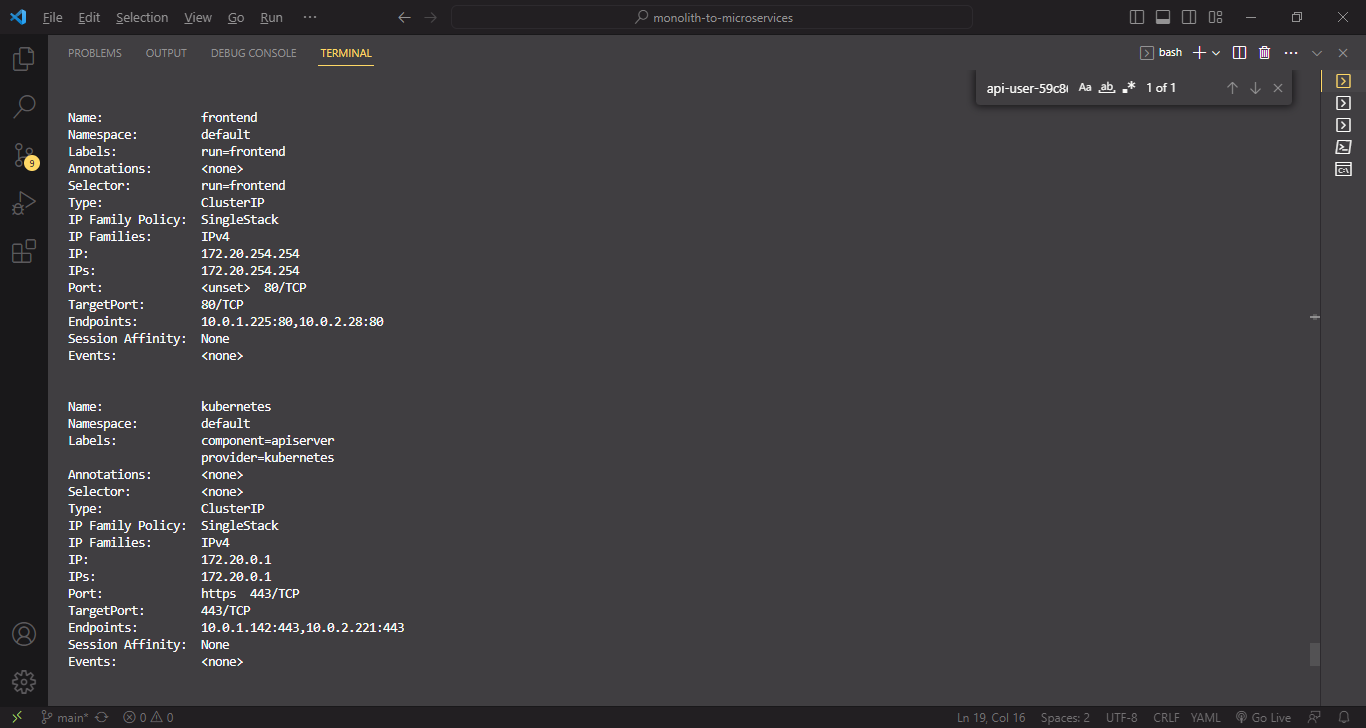 File Edit Selection View Go Run ··· monolith-to-microservices
PROBLEMS OUTPUT DEBUG CONSOLE TERMINAL bash
Aa ab 1 of 1
Name: frontend
Namespace: default
Labels: run=frontend
Annotations: <none>
Selector: run=frontend
Type: ClusterIP
IP Family Policy: SingleStack
IP Families: IPv4
IP: 172.20.254.254
IPs: 172.20.254.254
Port: <unset> 80/TCP
TargetPort: 80/TCP
Endpoints: 10.0.1.225:80,10.0.2.28:80
Session Affinity: None
Events: <none>
Name: kubernetes
Namespace: default
Labels: component=apiserver
provider=kubernetes
Annotations: <none>
Selector: <none>
Type: ClusterIP
IP Family Policy: SingleStack
IP Families: IPv4
IP: 172.20.0.1
IPs: 172.20.0.1
Port: https 443/TCP
TargetPort: 443/TCP
Endpoints: 10.0.1.142:443,10.0.2.221:443
Session Affinity: None
Events: <none>
9
main* 0 0 Ln 19, Col 16 Spaces: 2 UTF-8 CRLF YAML Go Live